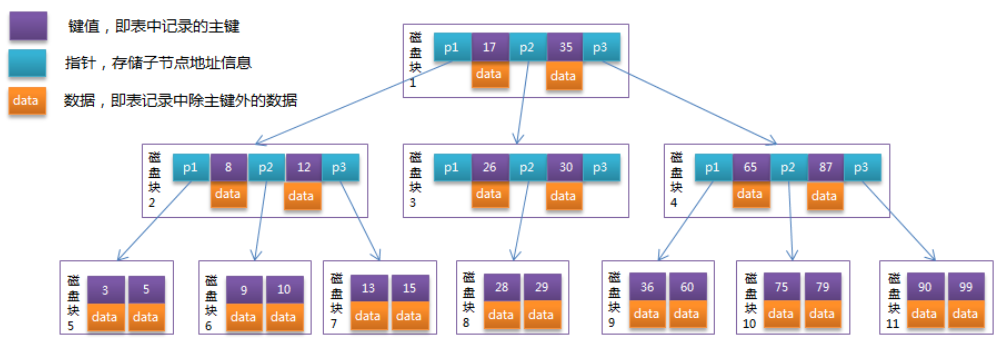 键值，即表中记录的主键
指针，存储子节点地址信息
data 数据，即表记录中除主键外的数据
磁盘块1 p1 17 p2 35 p3
data data
磁盘块2 p1 8 p2 12 p3
data data
磁盘块3 p1 26 p2 30 p3
data data
磁盘块4 p1 65 p2 87 p3
data data
磁盘块5 3 5
data data
磁盘块6 9 10
data data
磁盘块7 13 15
data data
磁盘块8 28 29
data data
磁盘块9 36 60
data data
磁盘块10 75 79
data data
磁盘块11 90 99
data data